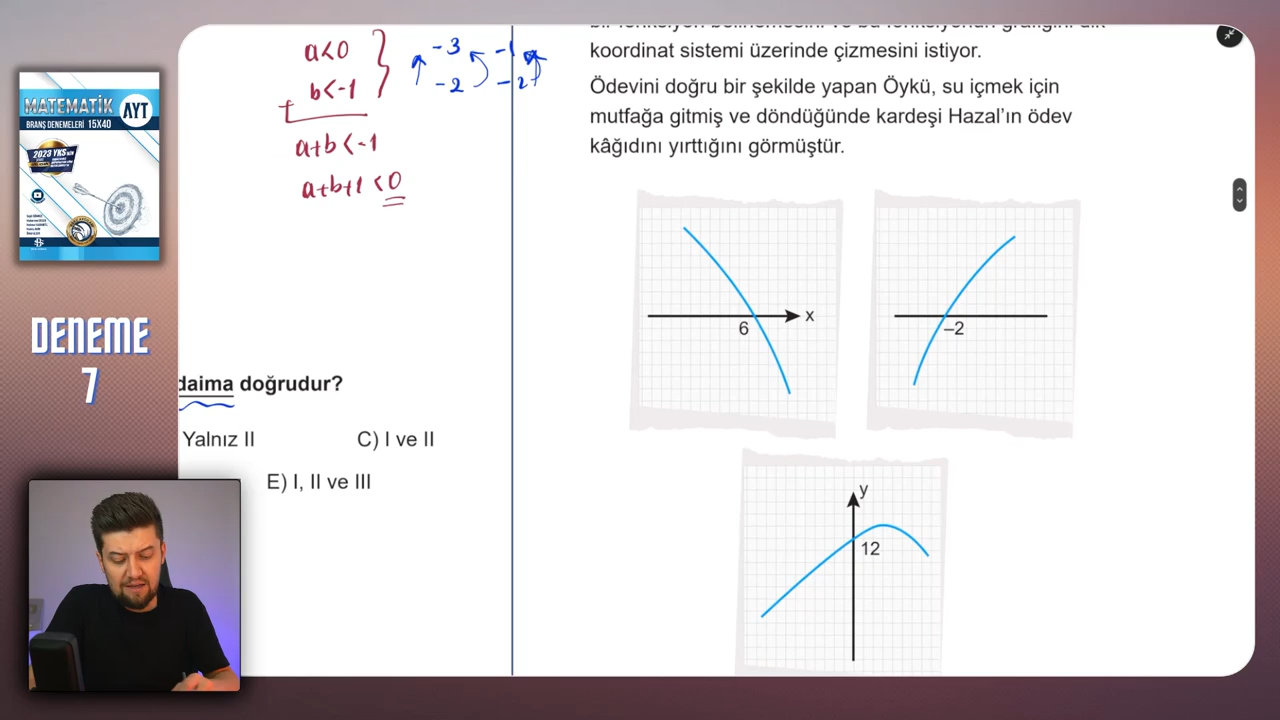 a<0
b<-1
a+b<-1
a+b+1<0
-3
-2
-1
-2
koordinat sistemi üzerinde çizmesini istiyor.
Ödevini doğru bir şekilde yapan Öykü, su içmek için
mutfağa gitmiş ve döndüğünde kardeşi Hazal’ın ödev
kâğıdını yırttığını görmüştür.
MATEMATİK AYT
BRANŞ DENEMELERİ 15X40
2023 YKS'NİN
DENEME
7
daima doğrudur?
Yalnız II
C) I ve II
E) I, II ve III
6
x
–2
y
12